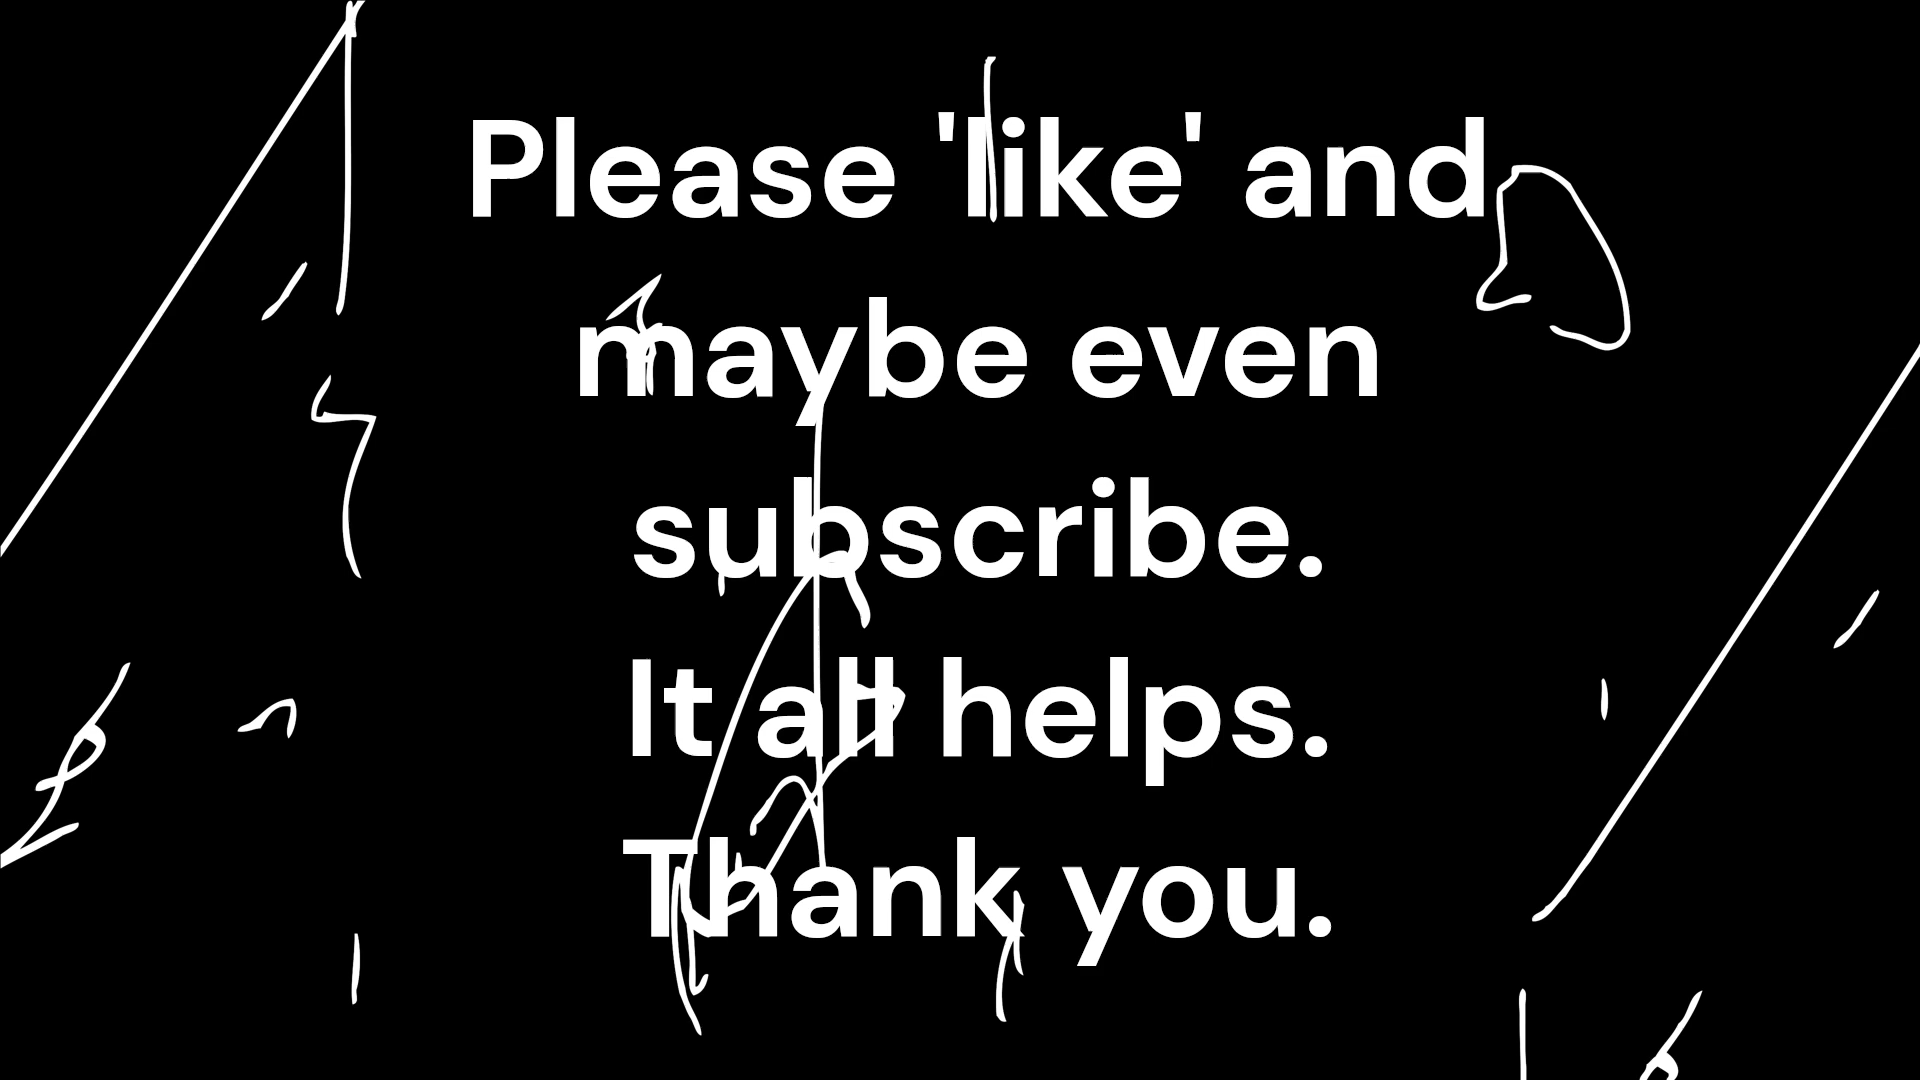 Please 'like' and
maybe even
subscribe.
It all helps.
Thank you.